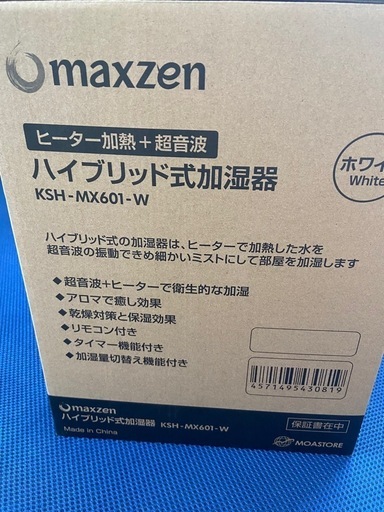 maxzen
ヒーター加熱+超音波
ハイブリッド式加湿器
KSH-MX601-W
White
ハイブリッド式の加湿器は、ヒーターで加熱した水を
超音波の振動できめ細かいミストにして部屋を加湿します
・超音波+ヒーターで衛生的な加湿
・アロマで癒し効果
・乾燥対策と保湿効果
・リモコン付き
・タイマー機能付き
・加湿量切替え機能付き
4571495430819
maxzen
ハイブリッド式加湿器 KSH-MX601-W
Made in China
保証書在中
MOASTORE